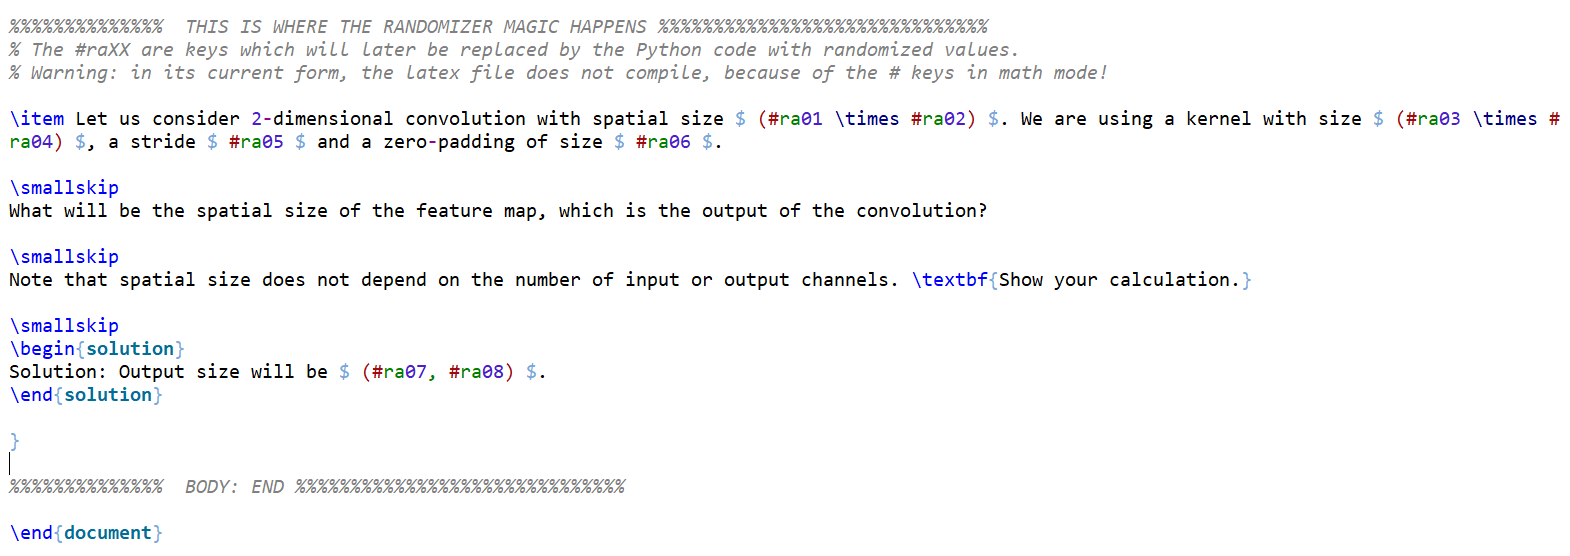 %%%%%%%%%%%%%%  THIS IS WHERE THE RANDOMIZER MAGIC HAPPENS %%%%%%%%%%%%%%%%%%%%%%%%%%%%%%
% The #raXX are keys which will later be replaced by the Python code with randomized values.
% Warning: in its current form, the latex file does not compile, because of the # keys in math mode!
\item Let us consider 2-dimensional convolution with spatial size $ (#ra01 \times #ra02) $. We are using a kernel with size $ (#ra03 \times #
ra04) $, a stride $ #ra05 $ and a zero-padding of size $ #ra06 $.
\smallskip
What will be the spatial size of the feature map, which is the output of the convolution?
\smallskip
Note that spatial size does not depend on the number of input or output channels. \textbf{Show your calculation.}
\smallskip
\begin{solution}
Solution: Output size will be $ (#ra07, #ra08) $.
\end{solution}
}
%%%%%%%%%%%%%%  BODY: END %%%%%%%%%%%%%%%%%%%%%%%%%%%%%%
\end{document}